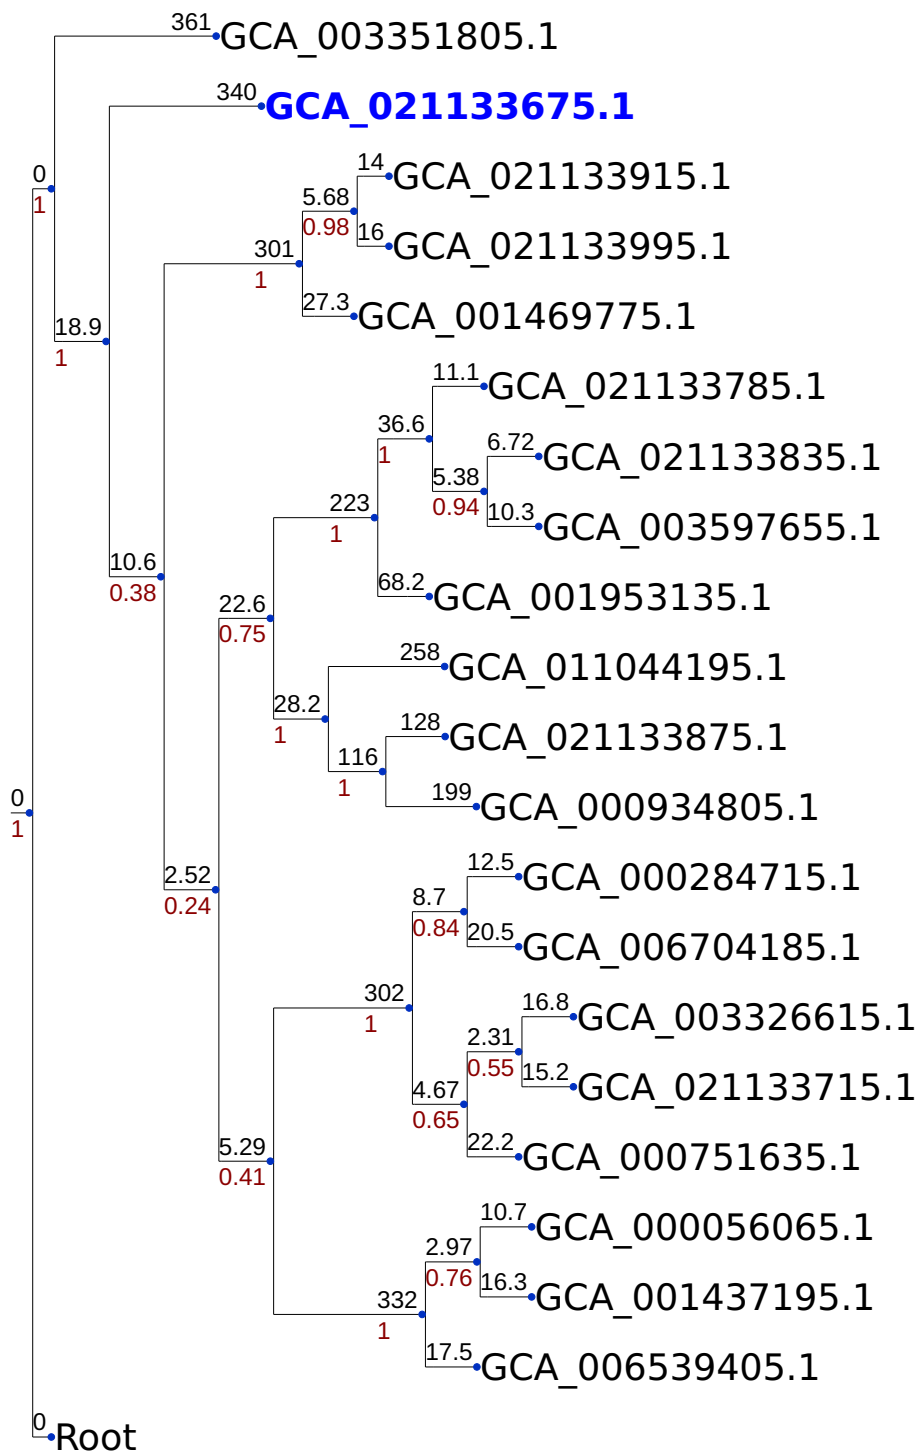 361
GCA_003351805.1
340
GCA_021133675.1
14
GCA_021133915.1
0
1
5.68
0.98
16
GCA_021133995.1
301
1
27.3
GCA_001469775.1
18.9
1
11.1
GCA_021133785.1
36.6
1
6.72
GCA_021133835.1
5.38
0.94
223
1
10.3
GCA_003597655.1
10.6
0.38
68.2
GCA_001953135.1
22.6
0.75
258
GCA_011044195.1
28.2
1
128
GCA_021133875.1
116
1
199
GCA_000934805.1
0
1
12.5
GCA_000284715.1
2.52
0.24
8.7
0.84
20.5
GCA_006704185.1
302
1
16.8
GCA_003326615.1
2.31
0.55
15.2
GCA_021133715.1
4.67
0.65
22.2
GCA_000751635.1
5.29
0.41
10.7
GCA_000056065.1
2.97
0.76
16.3
GCA_001437195.1
332
1
17.5
GCA_006539405.1
0
Root